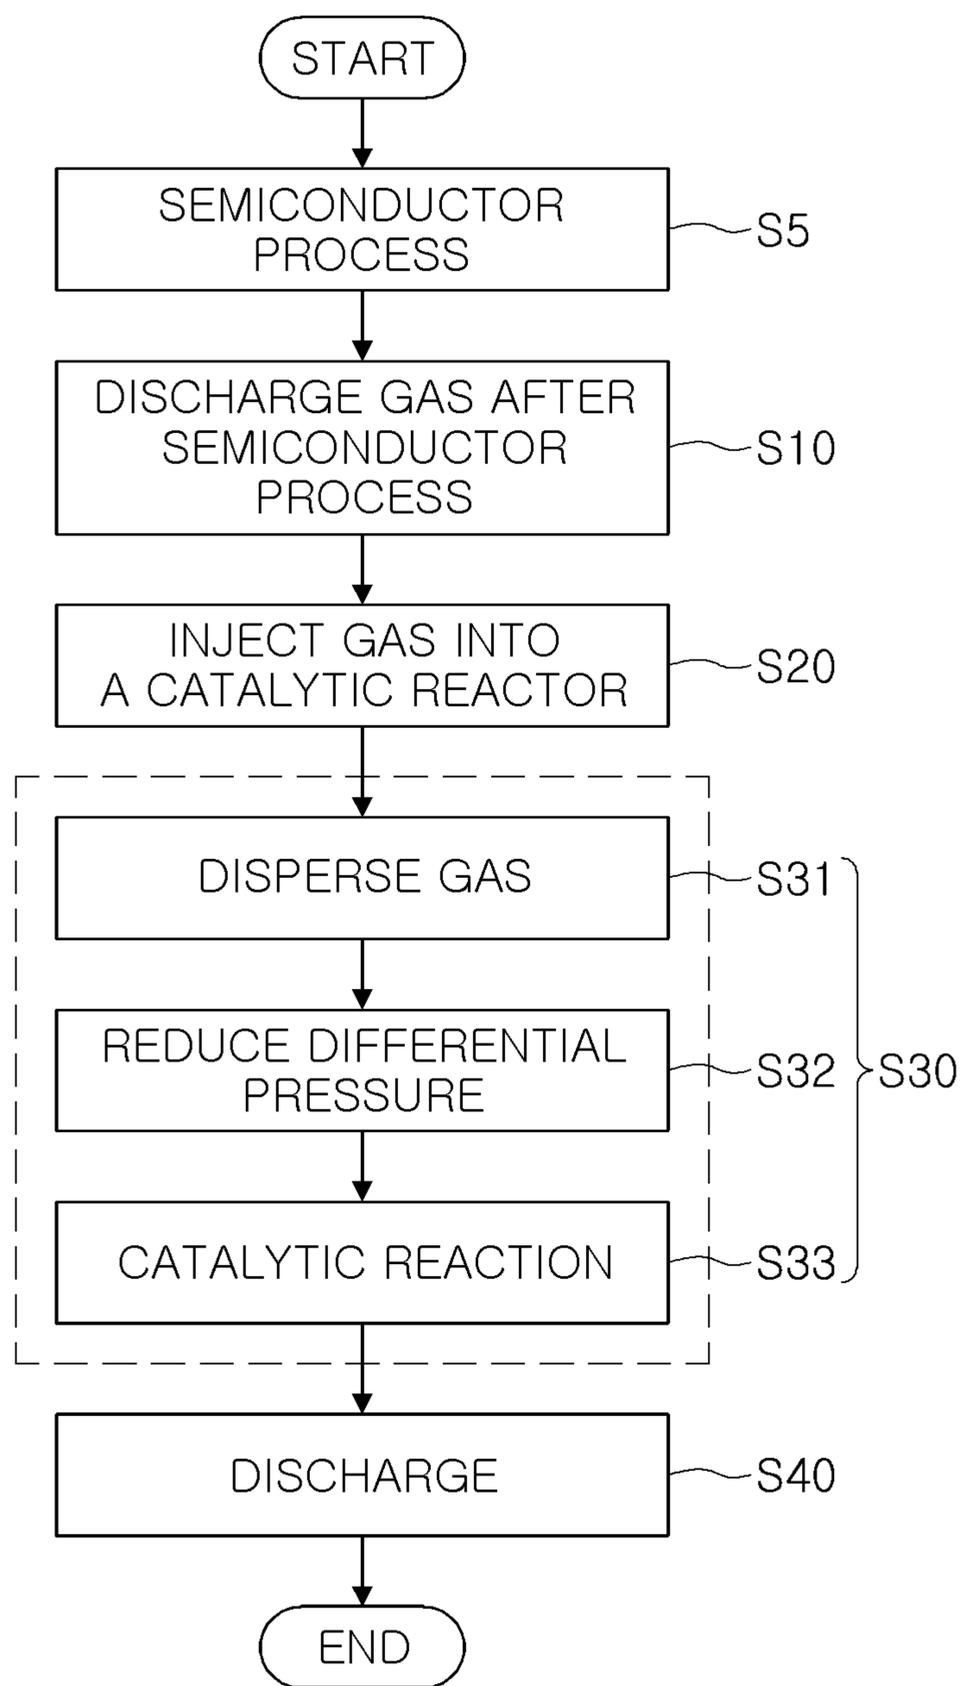 START
SEMICONDUCTOR
PROCESS
S5
DISCHARGE GAS AFTER
SEMICONDUCTOR
PROCESS
S10
INJECT GAS INTO
A CATALYTIC REACTOR
S20
DISPERSE GAS
S31
REDUCE DIFFERENTIAL
PRESSURE
S32
S30
CATALYTIC REACTION
S33
DISCHARGE
S40
END